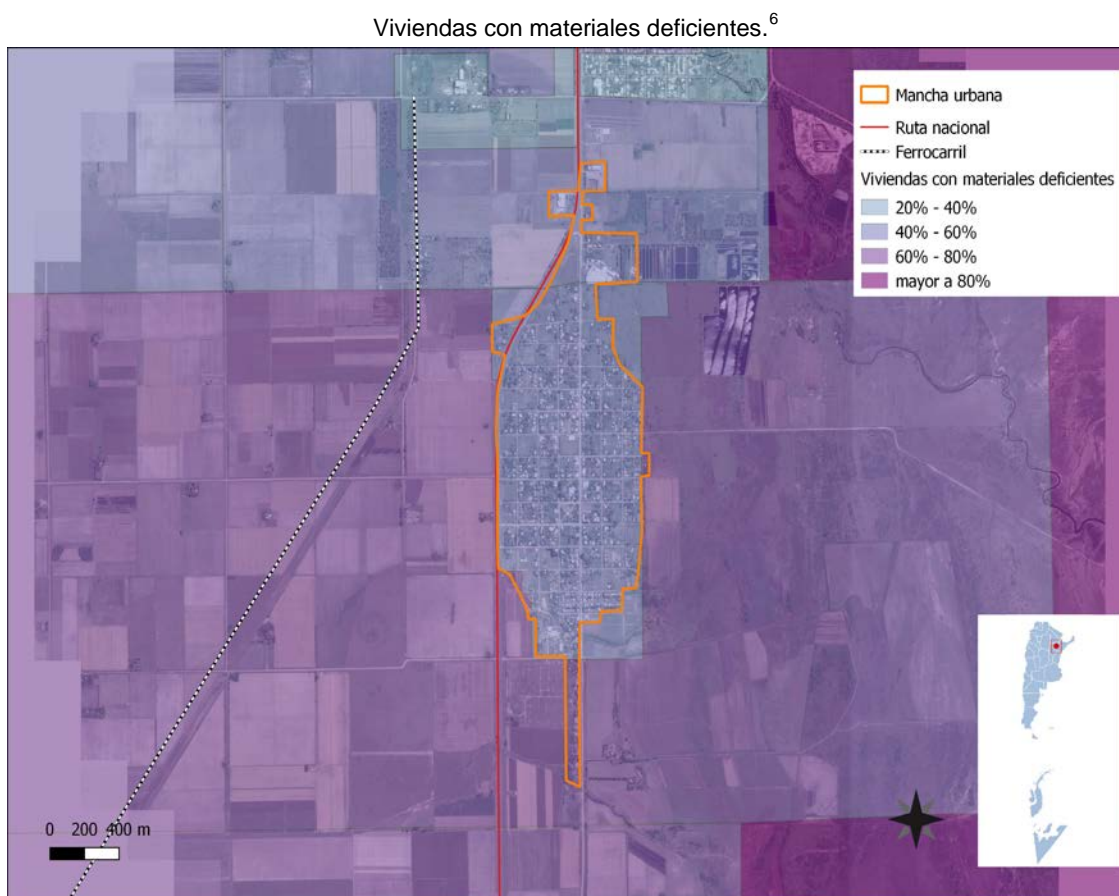 Viviendas con materiales deficientes.6
Mancha urbana
Ruta nacional
Ferrocarril
Viviendas con materiales deficientes
20% - 40%
40% - 60%
60% - 80%
mayor a 80%
0 200 400 m